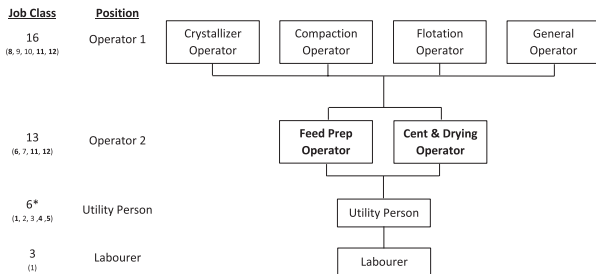 Job Class Position
16 Operator 1
(8, 9, 10, 11, 12)
Crystallizer
Operator
Compaction
Operator
Flotation
Operator
General
Operator
13 Operator 2
(6, 7, 11, 12)
Feed Prep
Operator
Cent & Drying
Operator
6* Utility Person
(1, 2, 3 ,4 ,5)
Utility Person
3 Labourer
(1)
Labourer